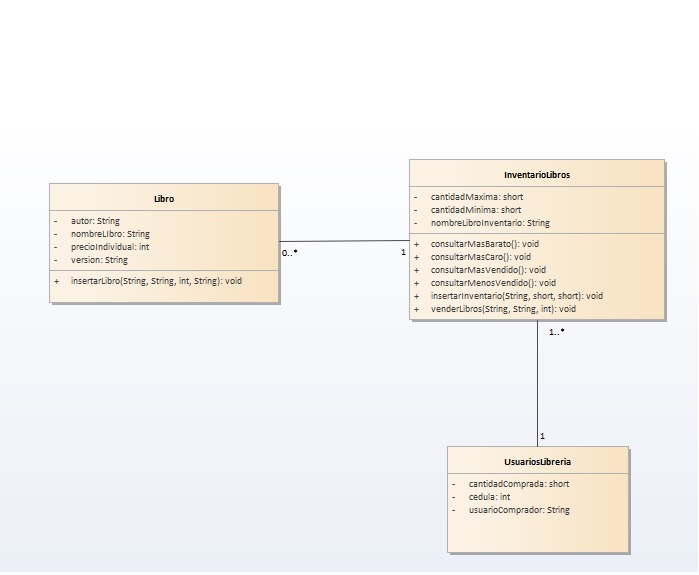 Libro
- autor: String
- nombreLibro: String
- precioIndividual: int
- version: String
+ insertarLibro(String, String, int, String): void
0..*
1
InventarioLibros
- cantidadMaxima: short
- cantidadMinima: short
- nombreLibroInventario: String
+ consultarMasBarato(): void
+ consultarMasCaro(): void
+ consultarMasVendido(): void
+ consultarMenosVendido(): void
+ insertarInventario(String, short, short): void
+ venderLibros(String, String, int): void
1..*
1
UsuariosLibreria
- cantidadComprada: short
- cedula: int
- usuarioComprador: String